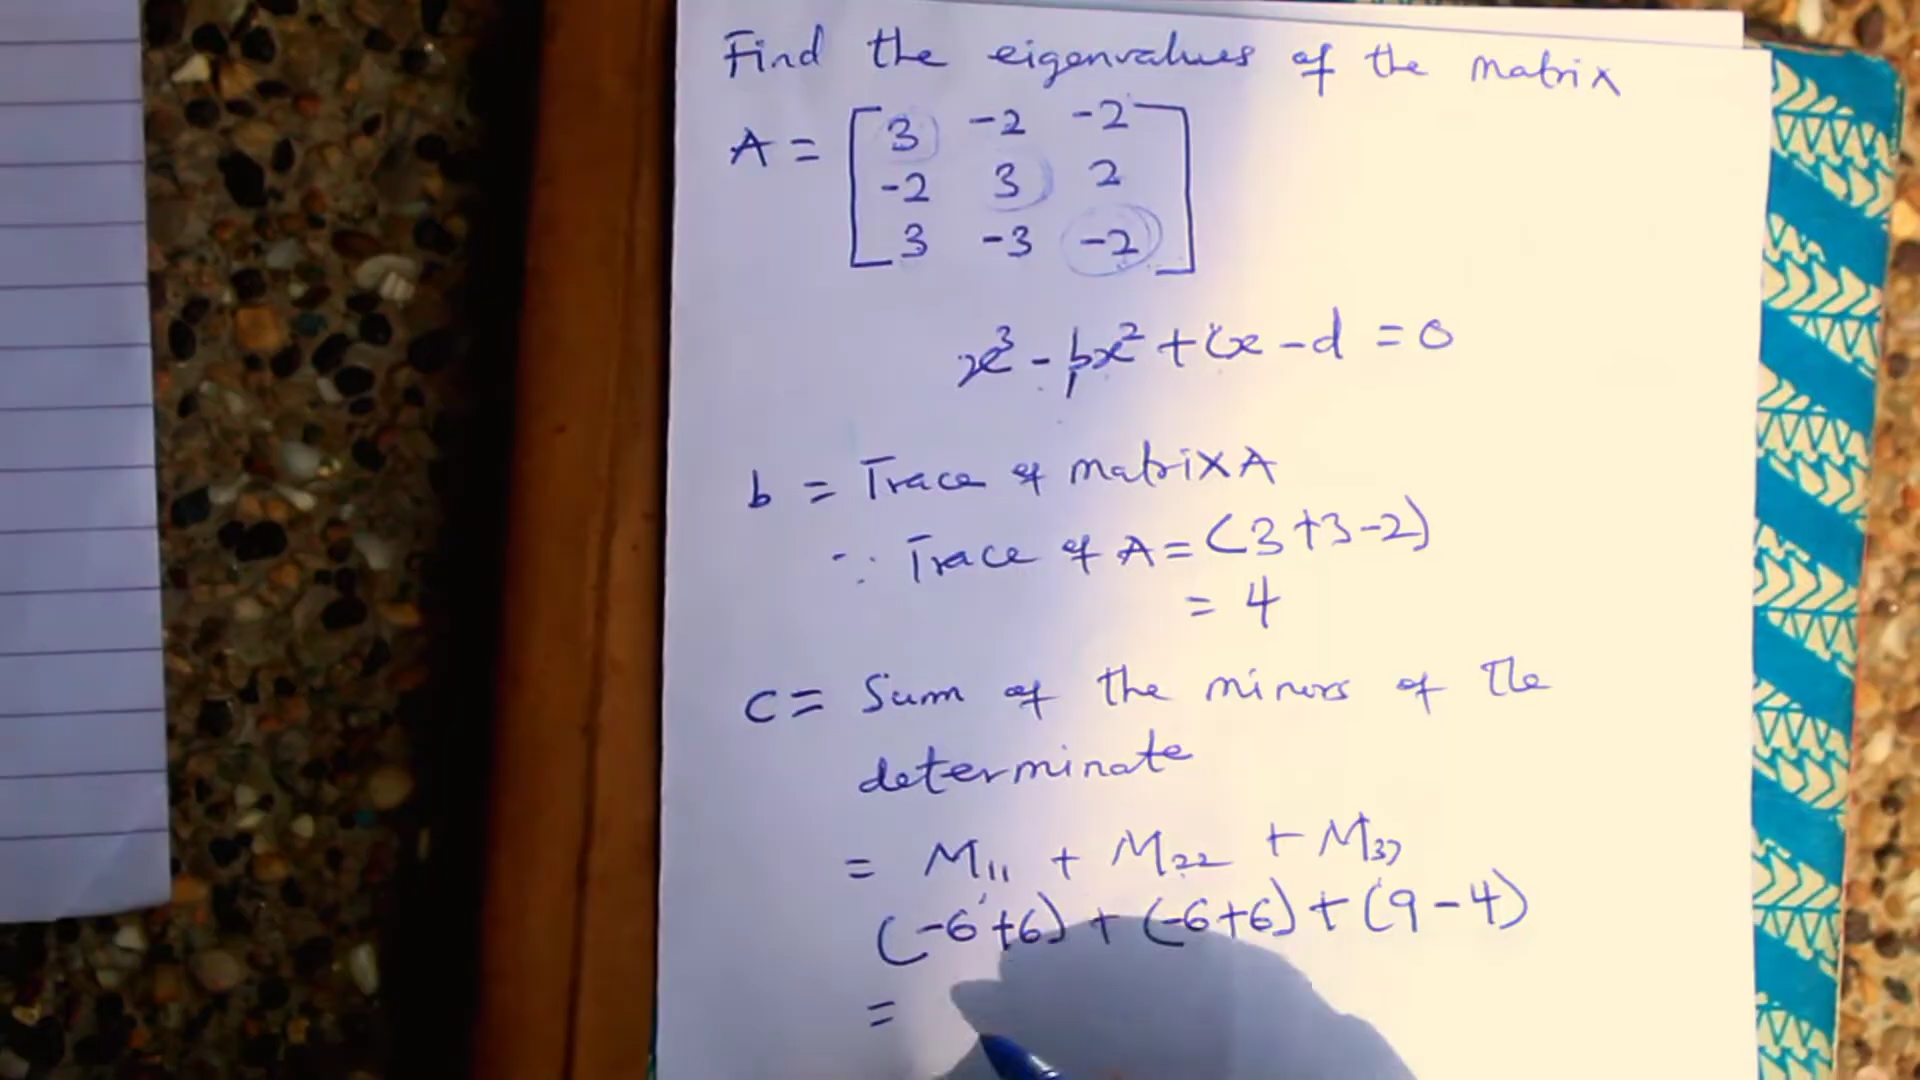 Find the eigenvalues of the matrix
A = [3 -2 -2
-2 3 2
3 -3 -2]
x³ - bx² + cx - d = 0
b = Trace of matrix A
∴ Trace of A = (3+3-2)
= 4
c = Sum of the minors of the
determinate
= M₁₁ + M₂₂ + M₃₃
(-6+6) + (-6+6) + (9-4)
=